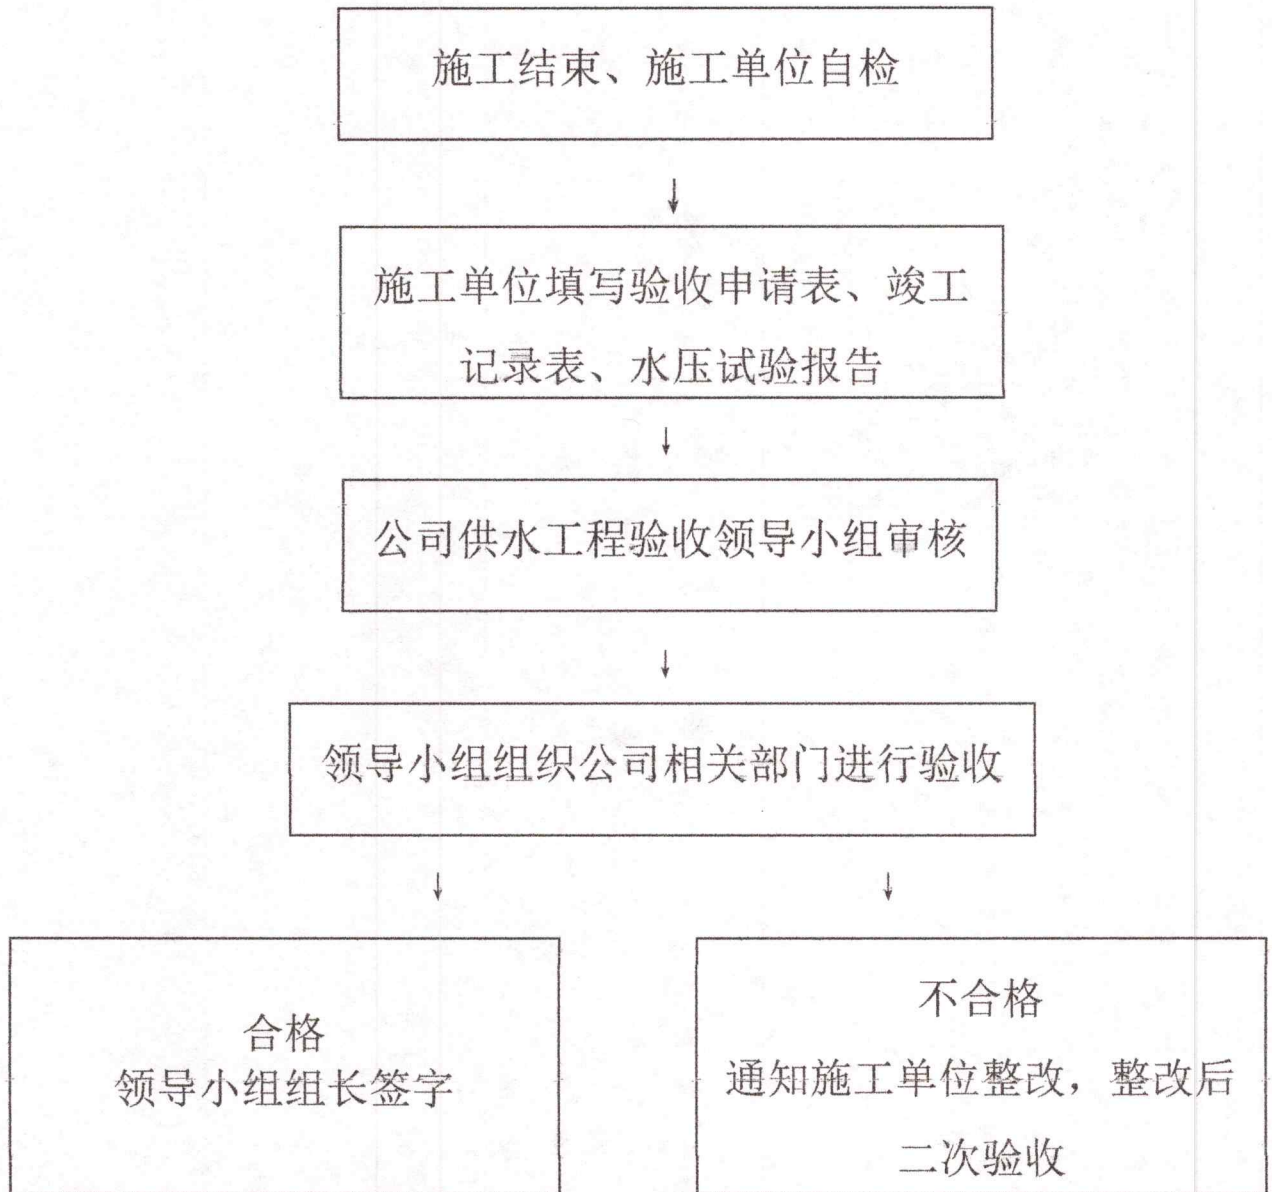 施工结束、施工单位自检
↓
施工单位填写验收申请表、竣工
记录表、水压试验报告
↓
公司供水工程验收领导小组审核
↓
领导小组组织公司相关部门进行验收
↓ ↓
合格
领导小组组长签字
不合格
通知施工单位整改，整改后
二次验收